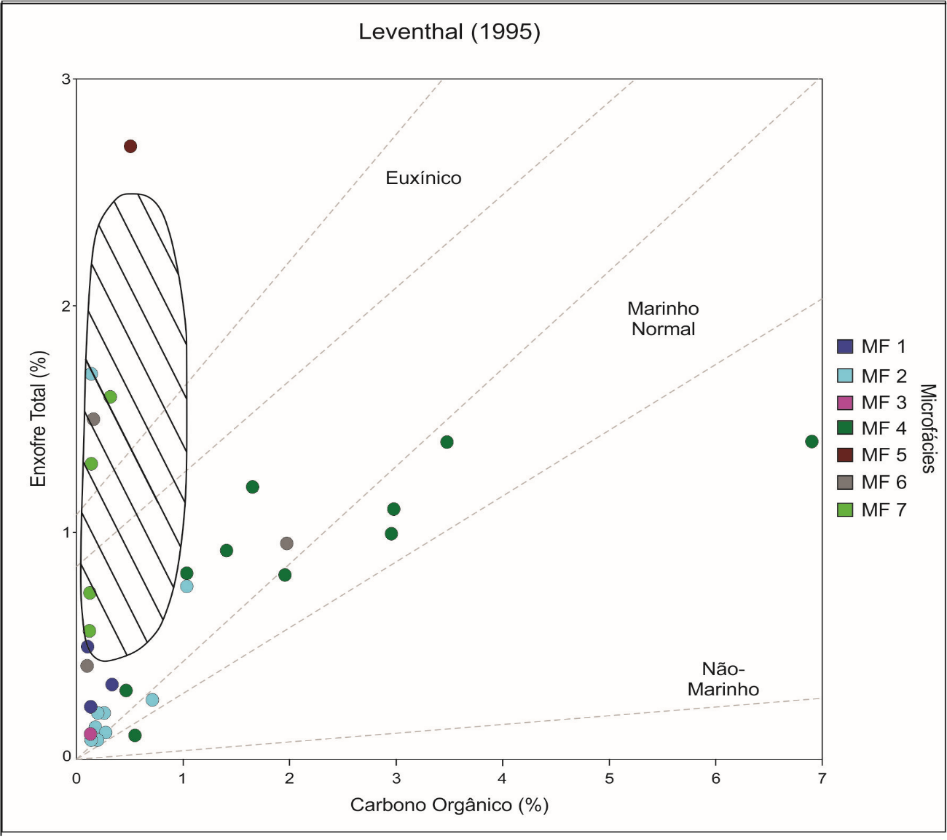 Leventhal (1995)
3
Euxínico
2
Marinho
Normal
MF 1
MF 2
MF 3
MF 4
MF 5
MF 6
MF 7
Microfácies
Enxofre Total (%)
1
Não-
Marinho
0
0 1 2 3 4 5 6 7
Carbono Orgânico (%)